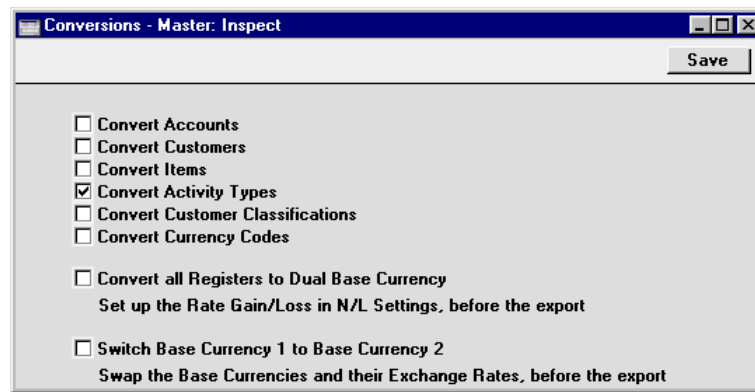 Conversions - Master: Inspect
Save
Convert Accounts
Convert Customers
Convert Items
Convert Activity Types
Convert Customer Classifications
Convert Currency Codes
Convert all Registers to Dual Base Currency
Set up the Rate Gain/Loss in N/L Settings, before the export
Switch Base Currency 1 to Base Currency 2
Swap the Base Currencies and their Exchange Rates, before the export